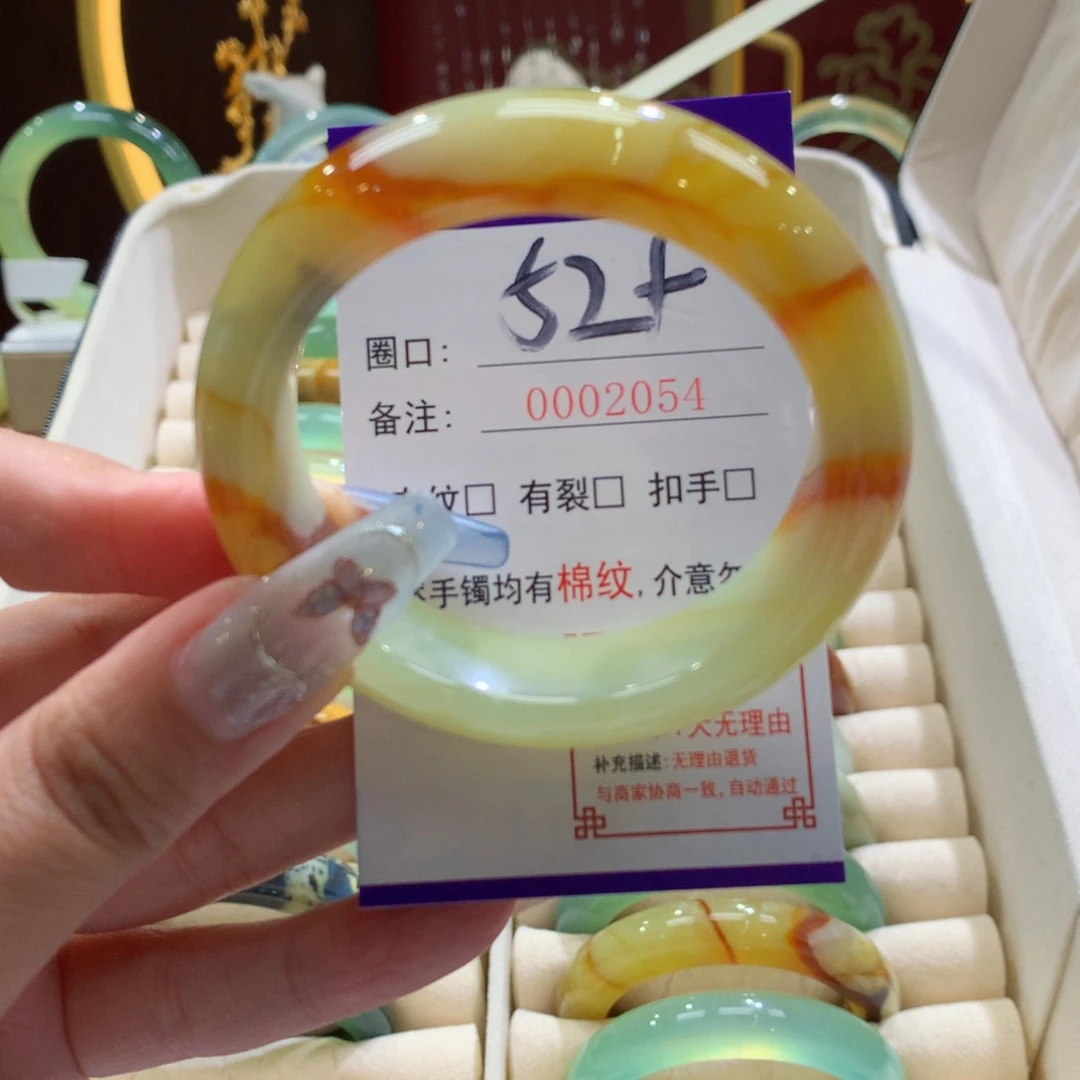 圈口: 52+
备注: 0002054
纹□ 有裂□ 扣手□
手镯均有棉纹, 介意勿
天无理由
补充描述:无理由退货
与商家协商一致, 自动通过